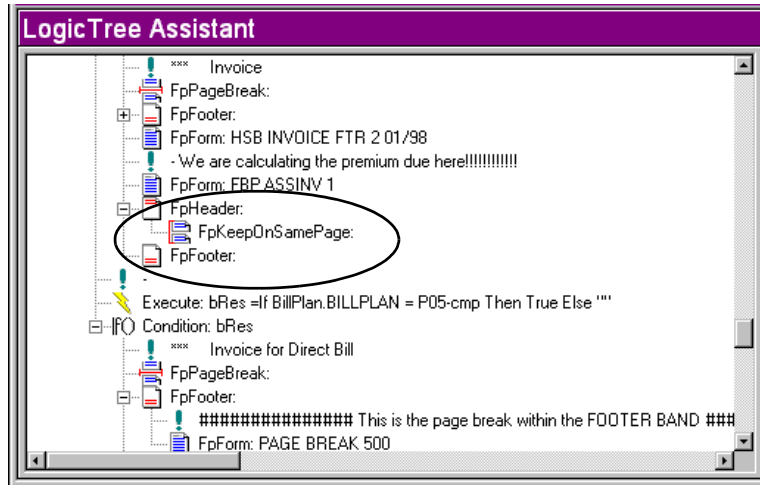 LogicTree Assistant
*** Invoice
FpPageBreak:
FpFooter:
FpForm: HSB INVOICE FTR 2 01/98
- We are calculating the premium due here!!!!!!!!!!!!
FpForm: FBP ASSINV 1
FpHeader:
FpKeepOnSamePage:
FpFooter:
-
Execute: bRes =If BillPlan.BILLPLAN = P05-cmp Then True Else ""
If() Condition: bRes
*** Invoice for Direct Bill
FpPageBreak:
FpFooter:
############### This is the page break within the FOOTER BAND ###
FpForm: PAGE BREAK 500